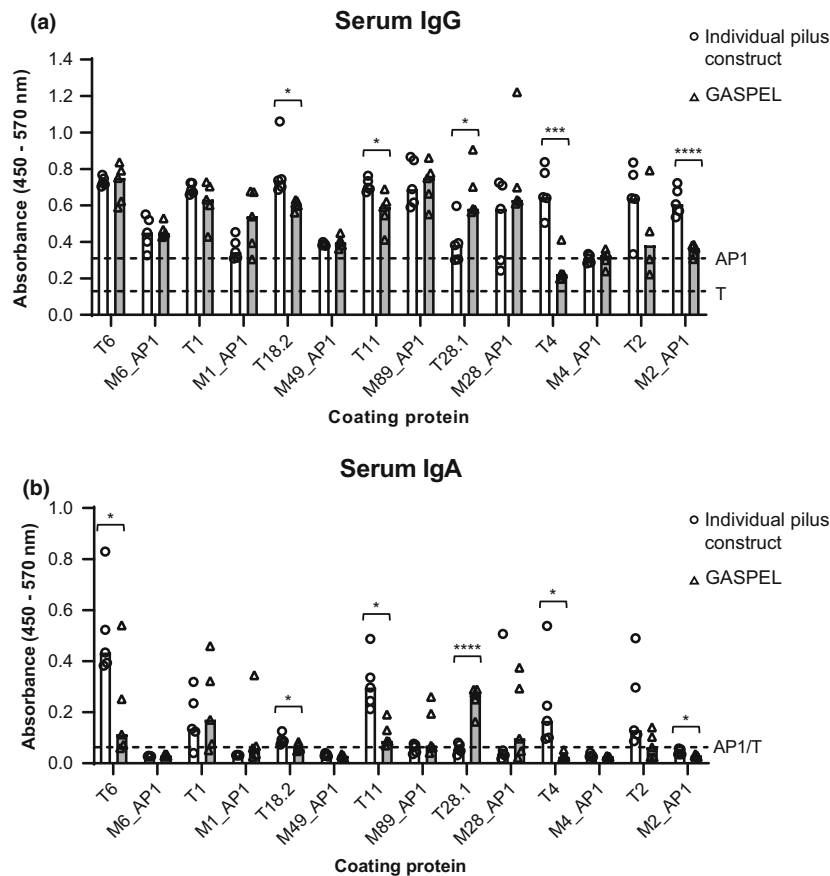 (a)
Serum IgG
Individual pilus
construct
GASPEL
Absorbance (450 - 570 nm)
1.4
1.2
1.0
0.8
0.6
0.4
0.2
0.0
*
*
*
***
****
AP1
T
T6
M6_AP1
T1
M1_AP1
T18.2
M49_AP1
T11
M89_AP1
T28.1
M28_AP1
T4
M4_AP1
T2
M2_AP1
Coating protein
(b)
Serum IgA
Individual pilus
construct
GASPEL
Absorbance (450 - 570 nm)
1.0
0.8
0.6
0.4
0.2
0.0
*
*
*
****
*
*
AP1/T
T6
M6_AP1
T1
M1_AP1
T18.2
M49_AP1
T11
M89_AP1
T28.1
M28_AP1
T4
M4_AP1
T2
M2_AP1
Coating protein